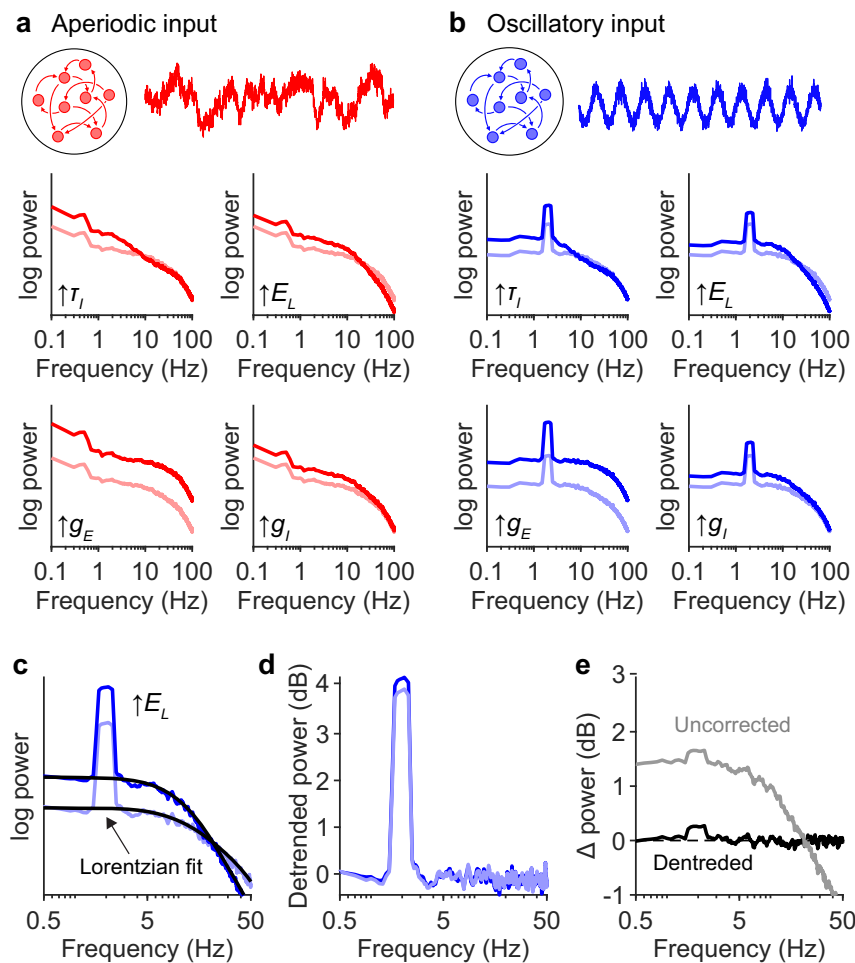 a Aperiodic input
b Oscillatory input
log power
↑τI
0.1 1 10 100
Frequency (Hz)
log power
↑EL
0.1 1 10 100
Frequency (Hz)
log power
↑τI
0.1 1 10 100
Frequency (Hz)
log power
↑EL
0.1 1 10 100
Frequency (Hz)
log power
↑gE
0.1 1 10 100
Frequency (Hz)
log power
↑gI
0.1 1 10 100
Frequency (Hz)
log power
↑gE
0.1 1 10 100
Frequency (Hz)
log power
↑gI
0.1 1 10 100
Frequency (Hz)
c
↑EL
log power
Lorentzian fit
0.5 5 50
Frequency (Hz)
d
Detrended power (dB)
4
3
2
1
0
0.5 5 50
Frequency (Hz)
e
Δ power (dB)
3
2
1
0
-1
Uncorrected
Dentreded
0.5 5 50
Frequency (Hz)